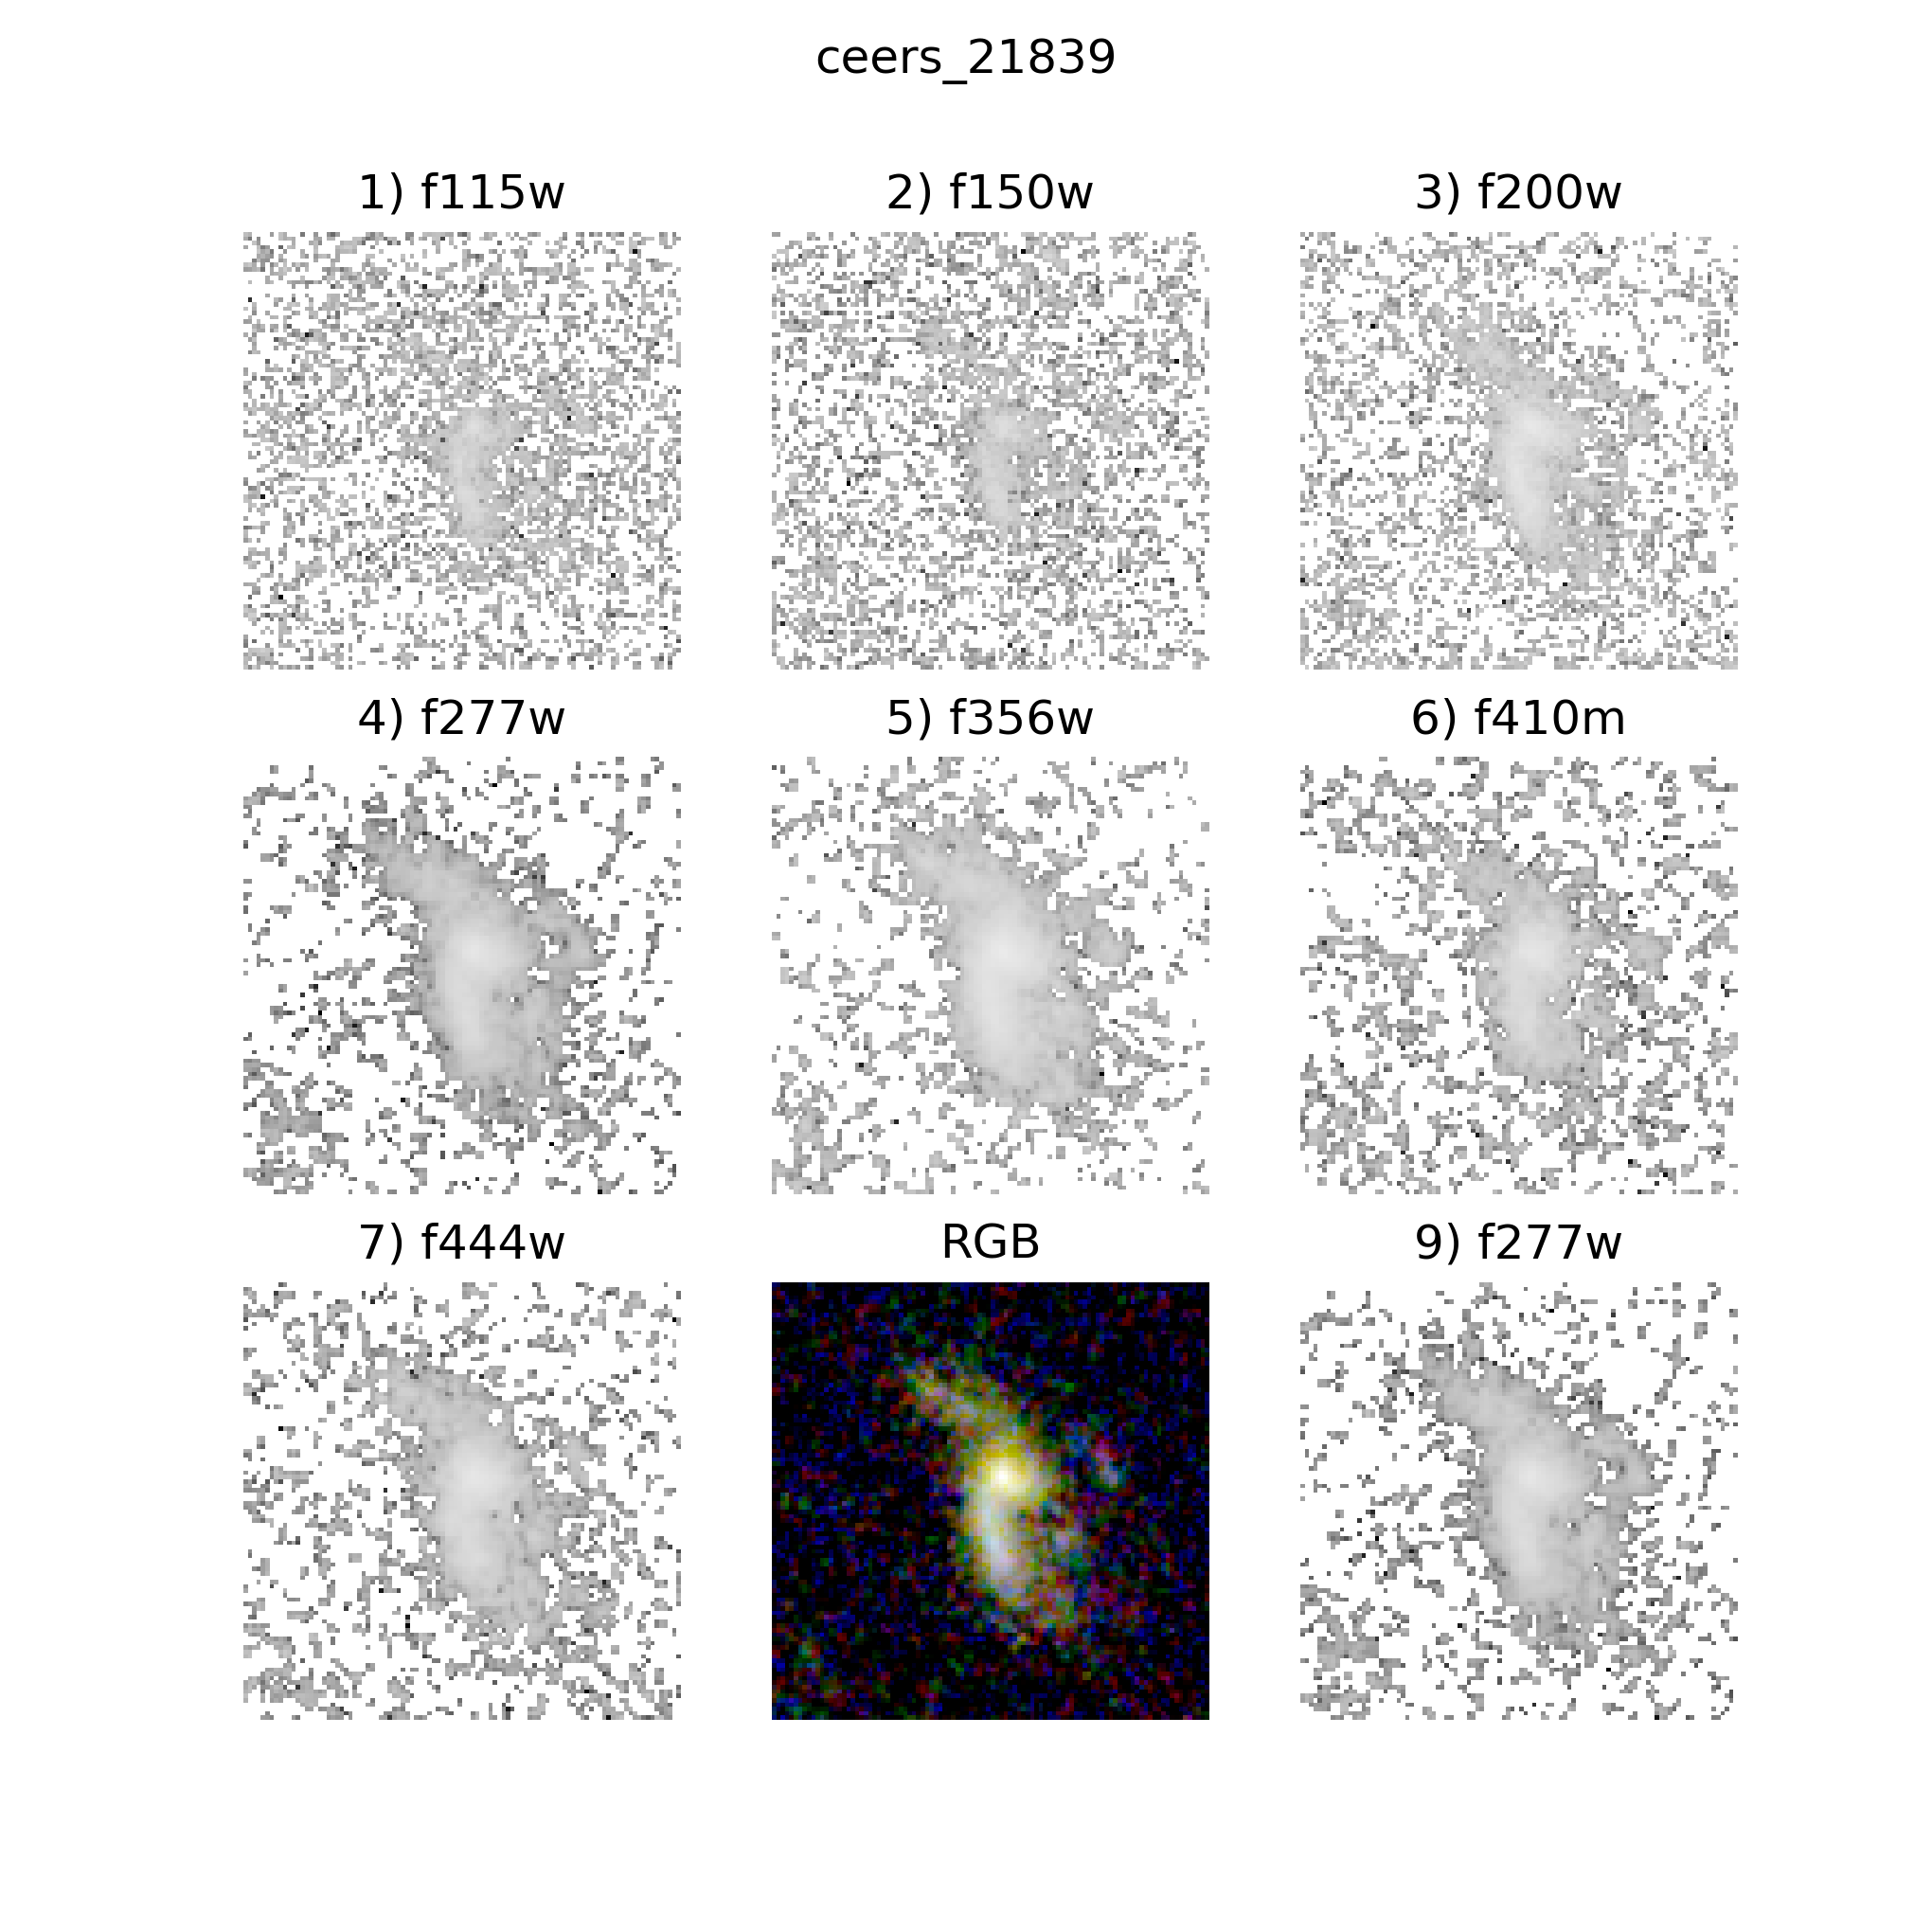 ceers_21839
1) f115w
2) f150w
3) f200w
4) f277w
5) f356w
6) f410m
7) f444w
RGB
9) f277w